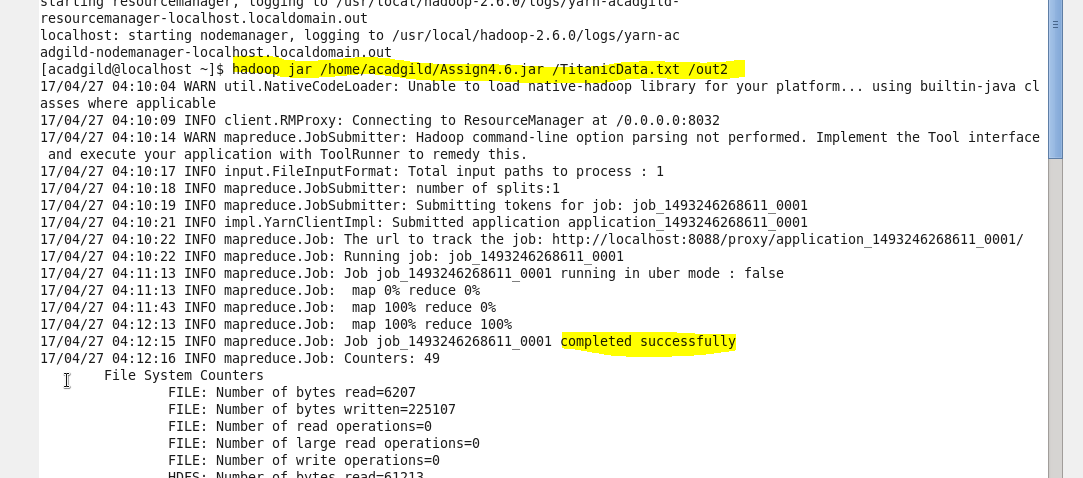 starting resourcemanager, logging to /usr/local/hadoop-2.6.0/logs/yarn-acadgild-
resourcemanager-localhost.localdomain.out
localhost: starting nodemanager, logging to /usr/local/hadoop-2.6.0/logs/yarn-ac
adgild-nodemanager-localhost.localdomain.out
[acadgild@localhost ~]$ hadoop jar /home/acadgild/Assign4.6.jar /TitanicData.txt /out2
17/04/27 04:10:04 WARN util.NativeCodeLoader: Unable to load native-hadoop library for your platform... using builtin-java cl
asses where applicable
17/04/27 04:10:09 INFO client.RMProxy: Connecting to ResourceManager at /0.0.0.0:8032
17/04/27 04:10:14 WARN mapreduce.JobSubmitter: Hadoop command-line option parsing not performed. Implement the Tool interface
 and execute your application with ToolRunner to remedy this.
17/04/27 04:10:17 INFO input.FileInputFormat: Total input paths to process : 1
17/04/27 04:10:18 INFO mapreduce.JobSubmitter: number of splits:1
17/04/27 04:10:19 INFO mapreduce.JobSubmitter: Submitting tokens for job: job_1493246268611_0001
17/04/27 04:10:21 INFO impl.YarnClientImpl: Submitted application application_1493246268611_0001
17/04/27 04:10:22 INFO mapreduce.Job: The url to track the job: http://localhost:8088/proxy/application_1493246268611_0001/
17/04/27 04:10:22 INFO mapreduce.Job: Running job: job_1493246268611_0001
17/04/27 04:11:13 INFO mapreduce.Job: Job job_1493246268611_0001 running in uber mode : false
17/04/27 04:11:13 INFO mapreduce.Job:  map 0% reduce 0%
17/04/27 04:11:43 INFO mapreduce.Job:  map 100% reduce 0%
17/04/27 04:12:13 INFO mapreduce.Job:  map 100% reduce 100%
17/04/27 04:12:15 INFO mapreduce.Job: Job job_1493246268611_0001 completed successfully
17/04/27 04:12:16 INFO mapreduce.Job: Counters: 49
File System Counters
FILE: Number of bytes read=6207
FILE: Number of bytes written=225107
FILE: Number of read operations=0
FILE: Number of large read operations=0
FILE: Number of write operations=0
HDFS: Number of bytes read=61213